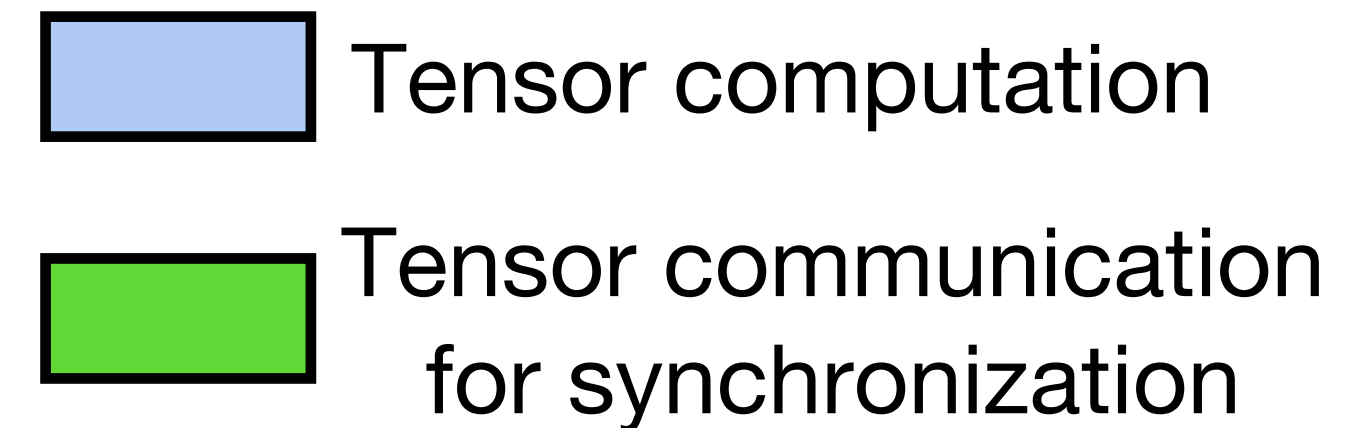 Tensor computation
Tensor communication
for synchronization